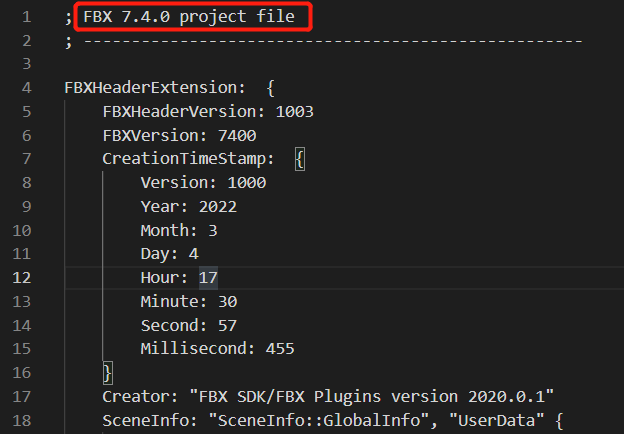 1 ; FBX 7.4.0 project file
2 ; ----------------------------------------------------
3
4 FBXHeaderExtension:  {
5     FBXHeaderVersion: 1003
6     FBXVersion: 7400
7     CreationTimeStamp:  {
8         Version: 1000
9         Year: 2022
10         Month: 3
11         Day: 4
12         Hour: 17
13         Minute: 30
14         Second: 57
15         Millisecond: 455
16     }
17     Creator: "FBX SDK/FBX Plugins version 2020.0.1"
18     SceneInfo: "SceneInfo::GlobalInfo", "UserData" {